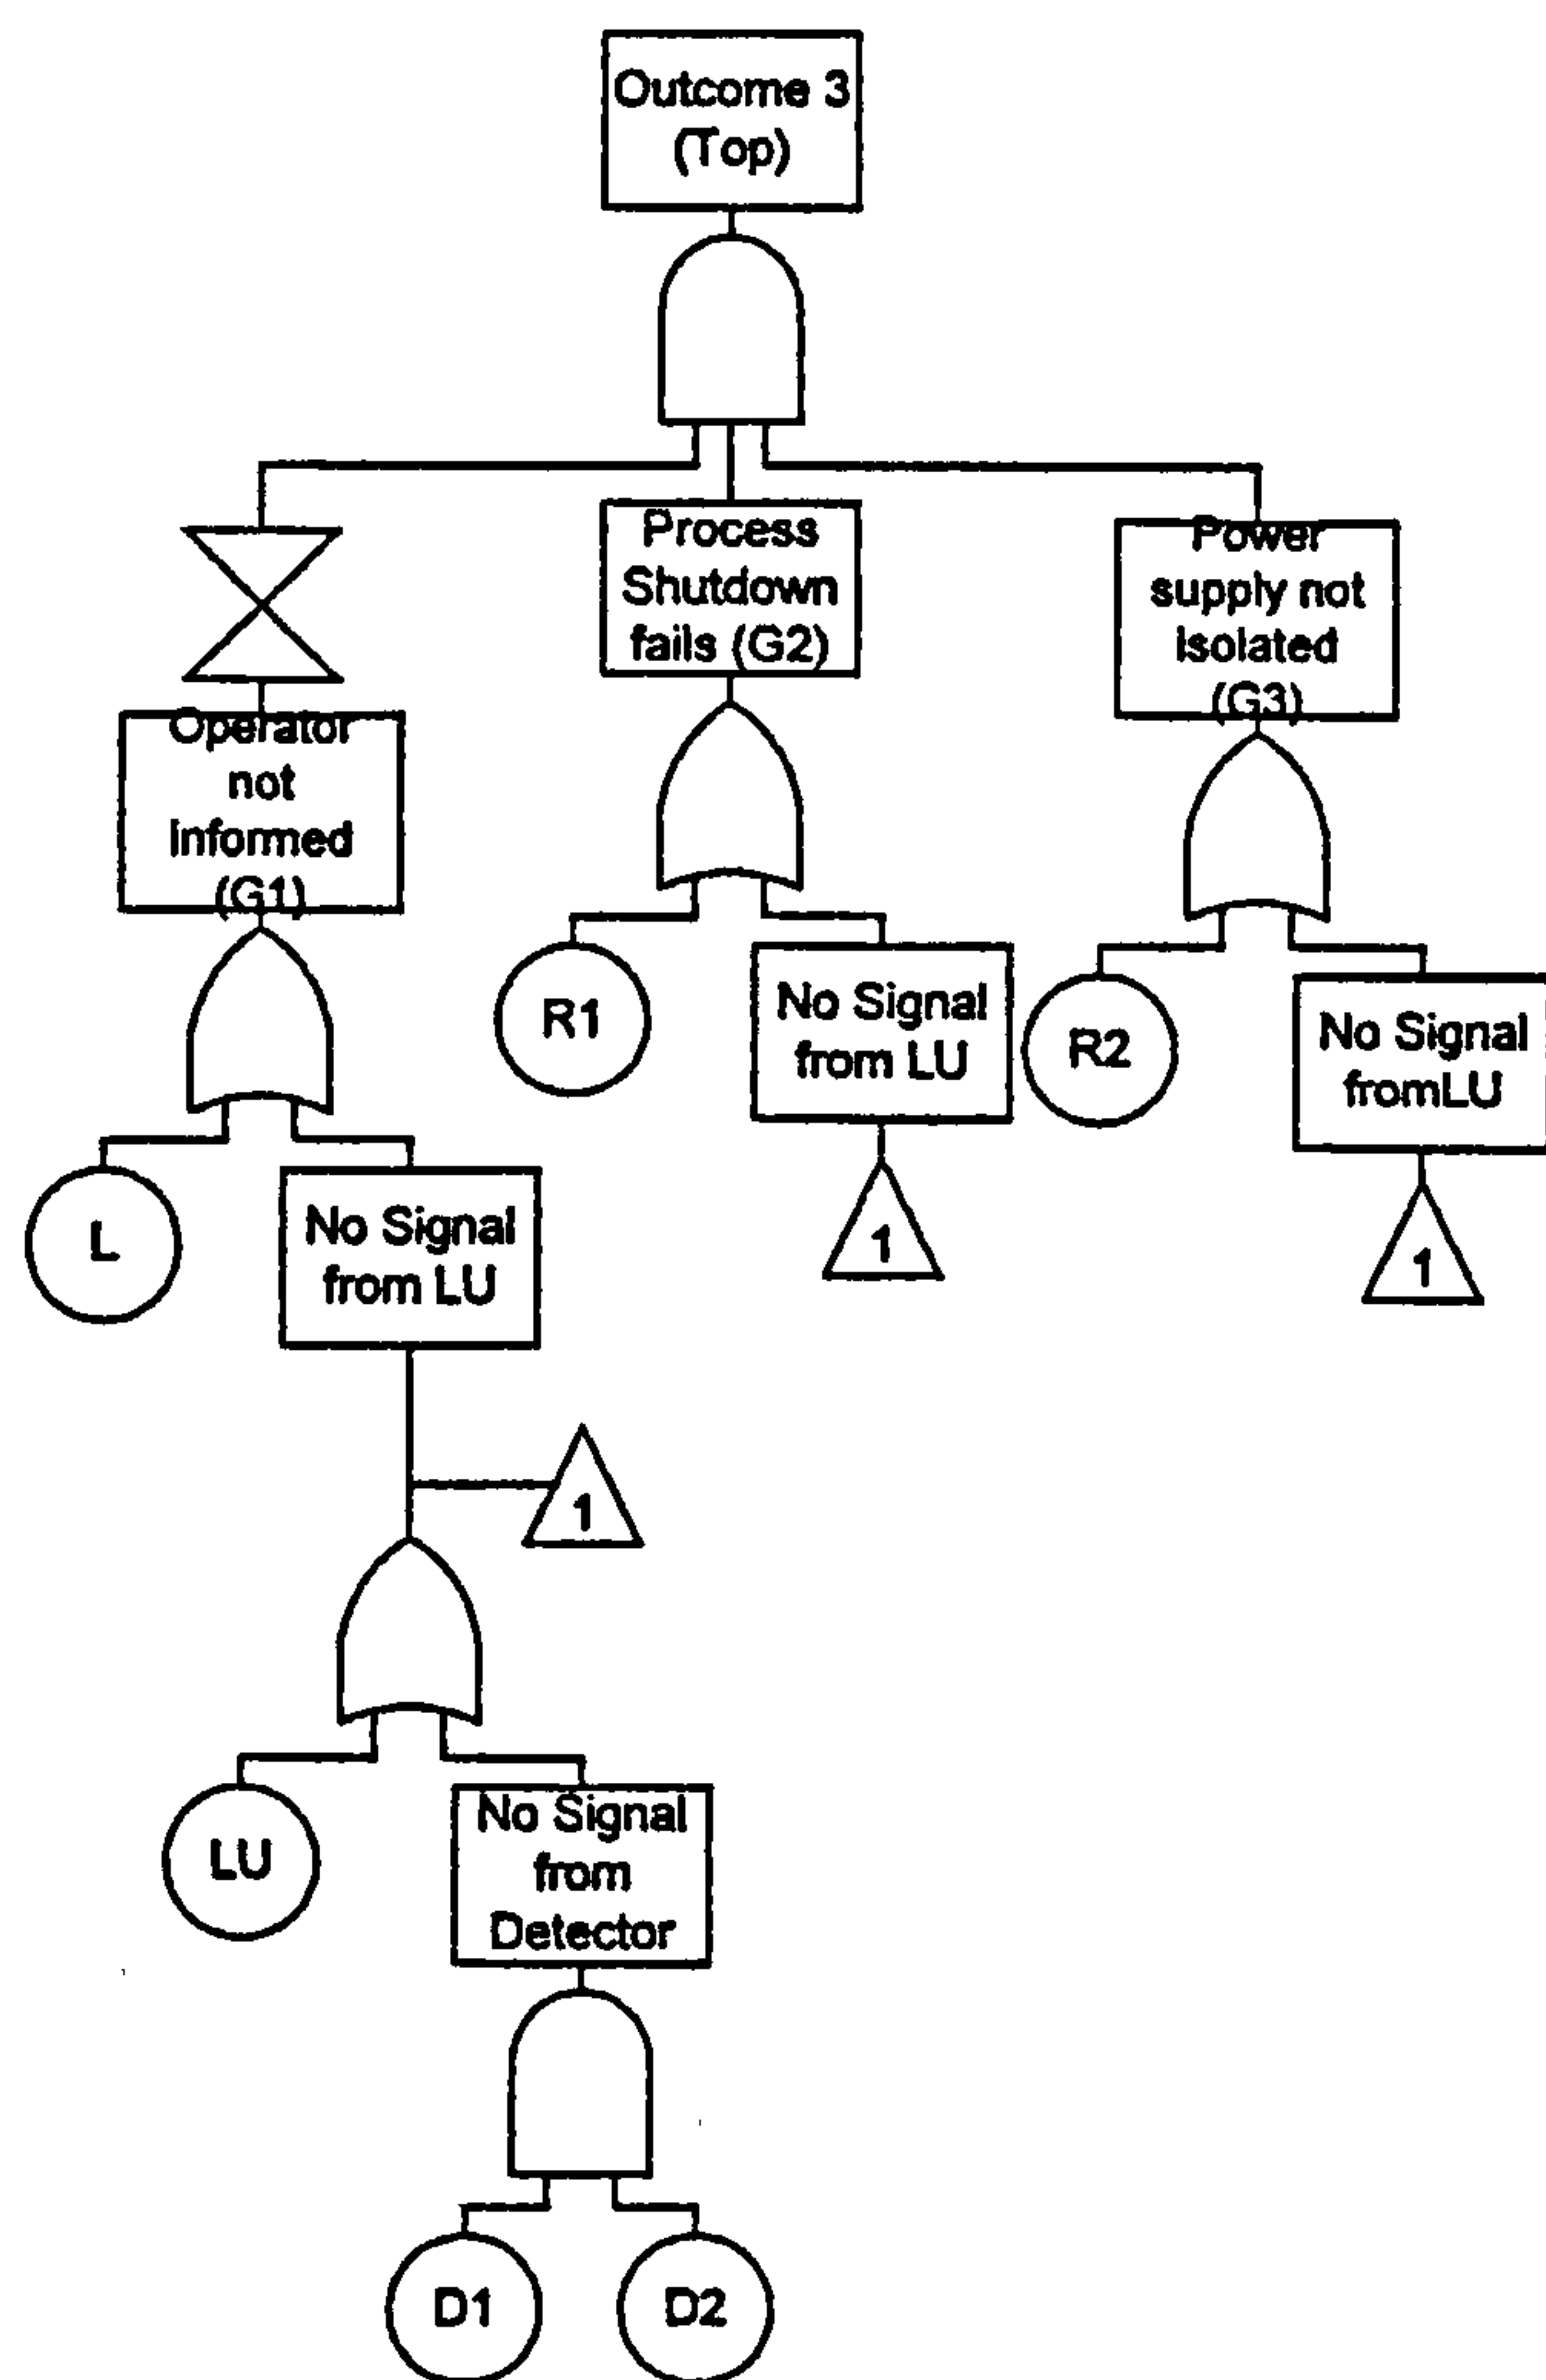 Outcome 3
(Top)
Process
Shutdown
fails (G2)
Power
supply not
isolated
(G3)
Operator
not
informed
(G1)
R1
No Signal
from LU
R2
No Signal
fromLU
L
No Signal
from LU
1
1
1
LU
No Signal
from
Detector
D1
D2